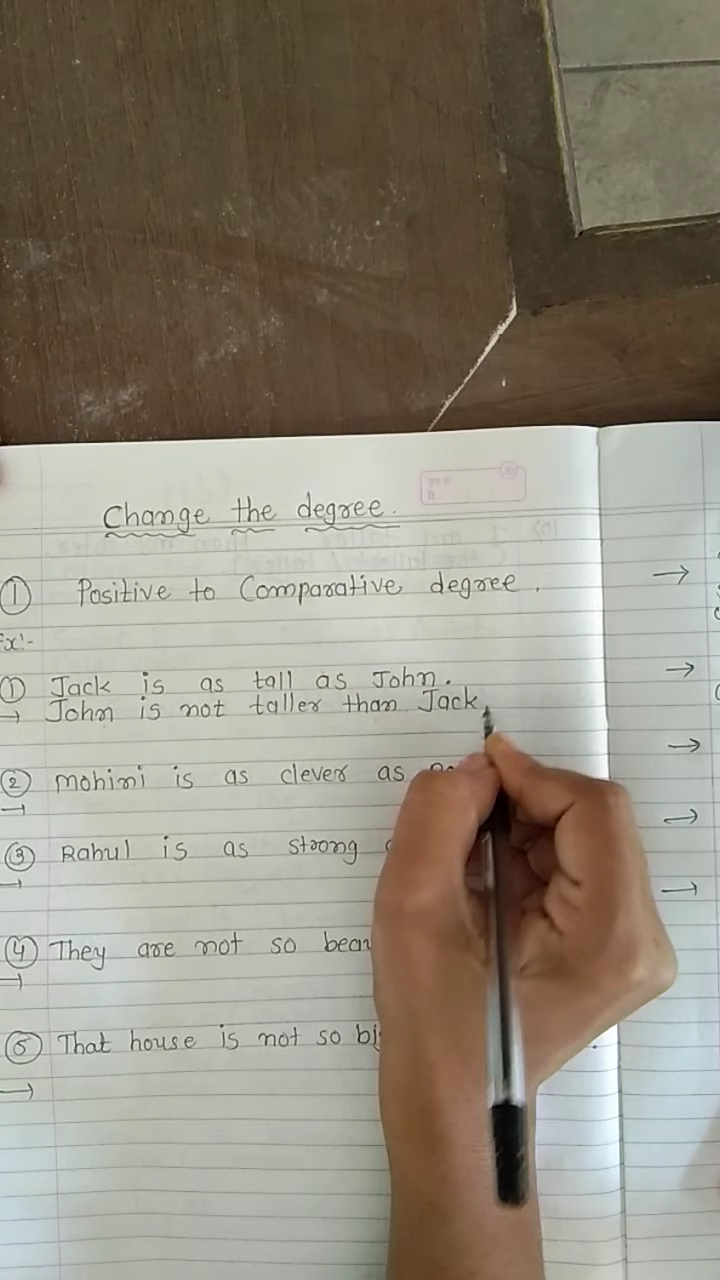 Change the degree.
① Positive to Comparative degree.
Ex:-
① Jack is as tall as John.
→ John is not taller than Jack
② Mohini is as clever as
→
③ Rahul is as strong
→
④ They are not so
→
⑤ That house is not so
→